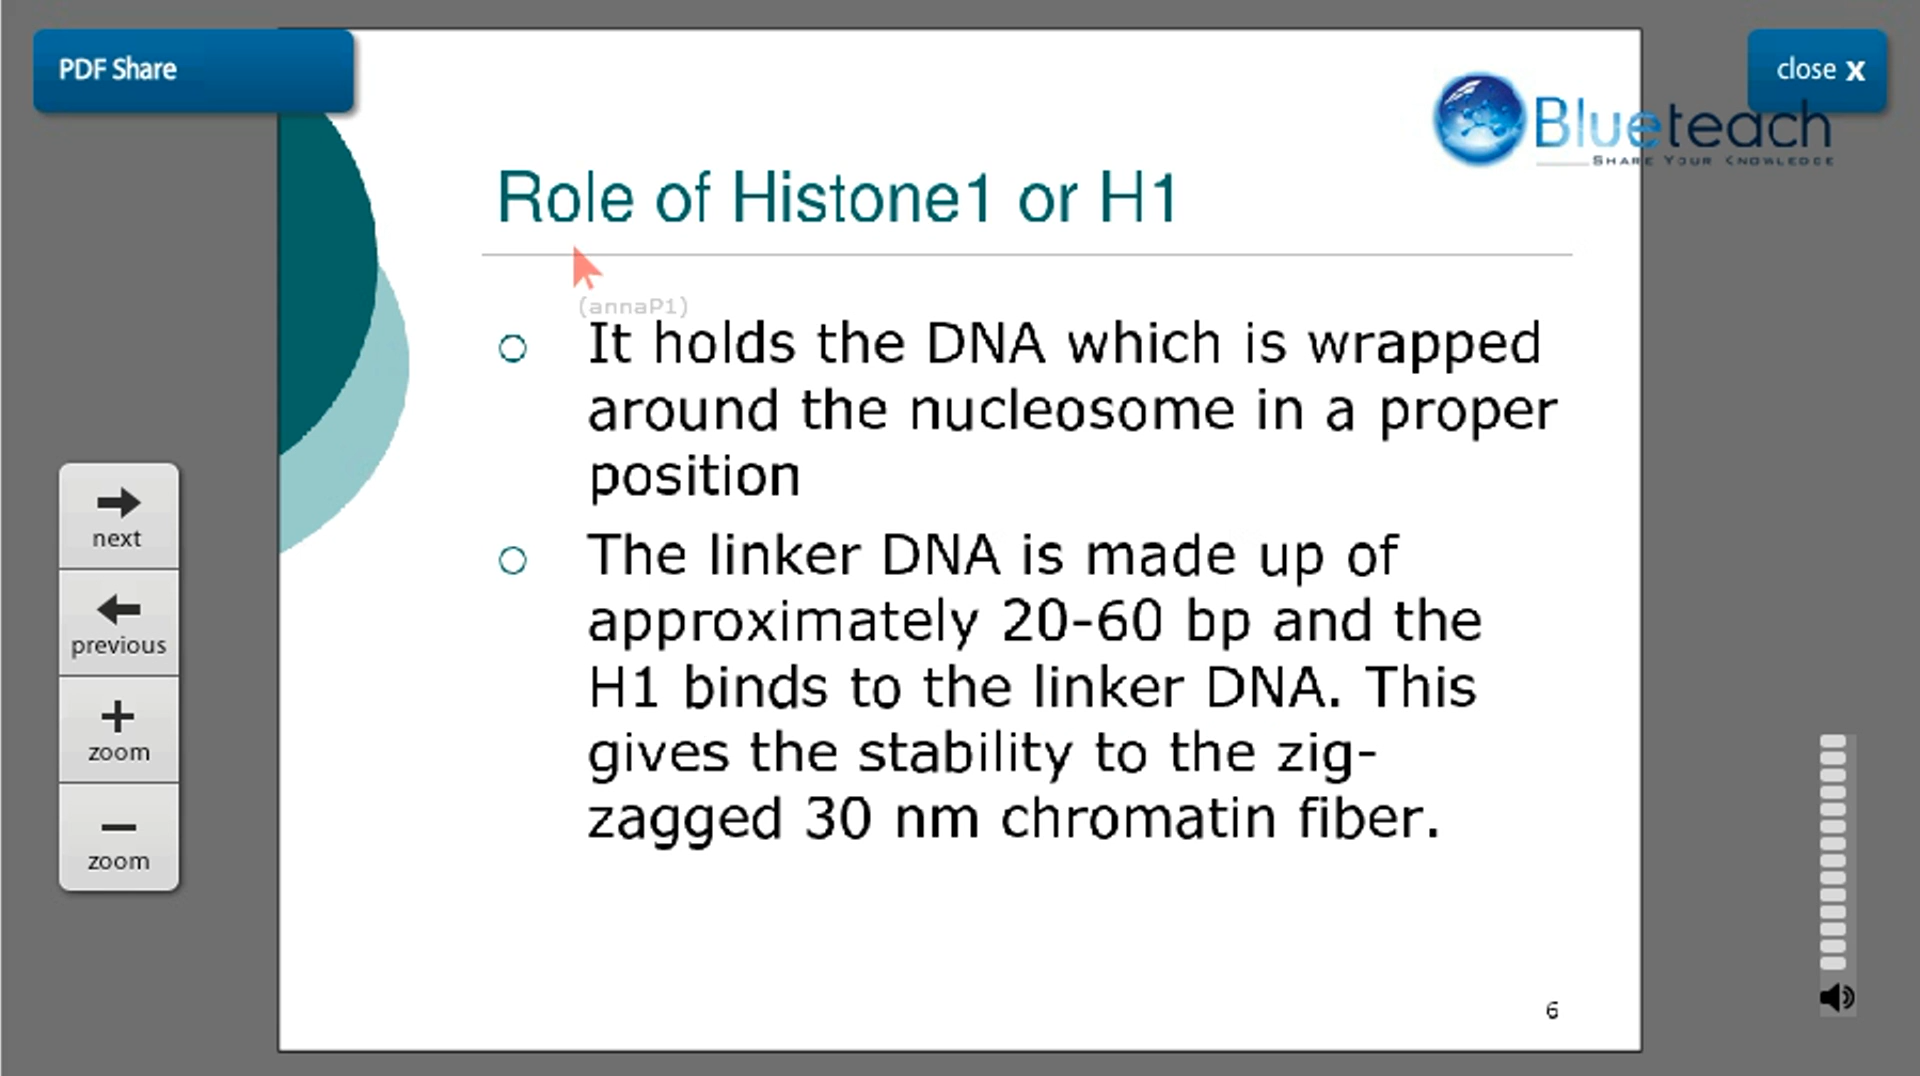 PDF Share
close X
Blueteach
SHARE YOUR KNOWLEDGE
Role of Histone1 or H1
(annaP1)
It holds the DNA which is wrapped
around the nucleosome in a proper
position
The linker DNA is made up of
approximately 20-60 bp and the
H1 binds to the linker DNA. This
gives the stability to the zig-
zagged 30 nm chromatin fiber.
next
previous
zoom
zoom
6